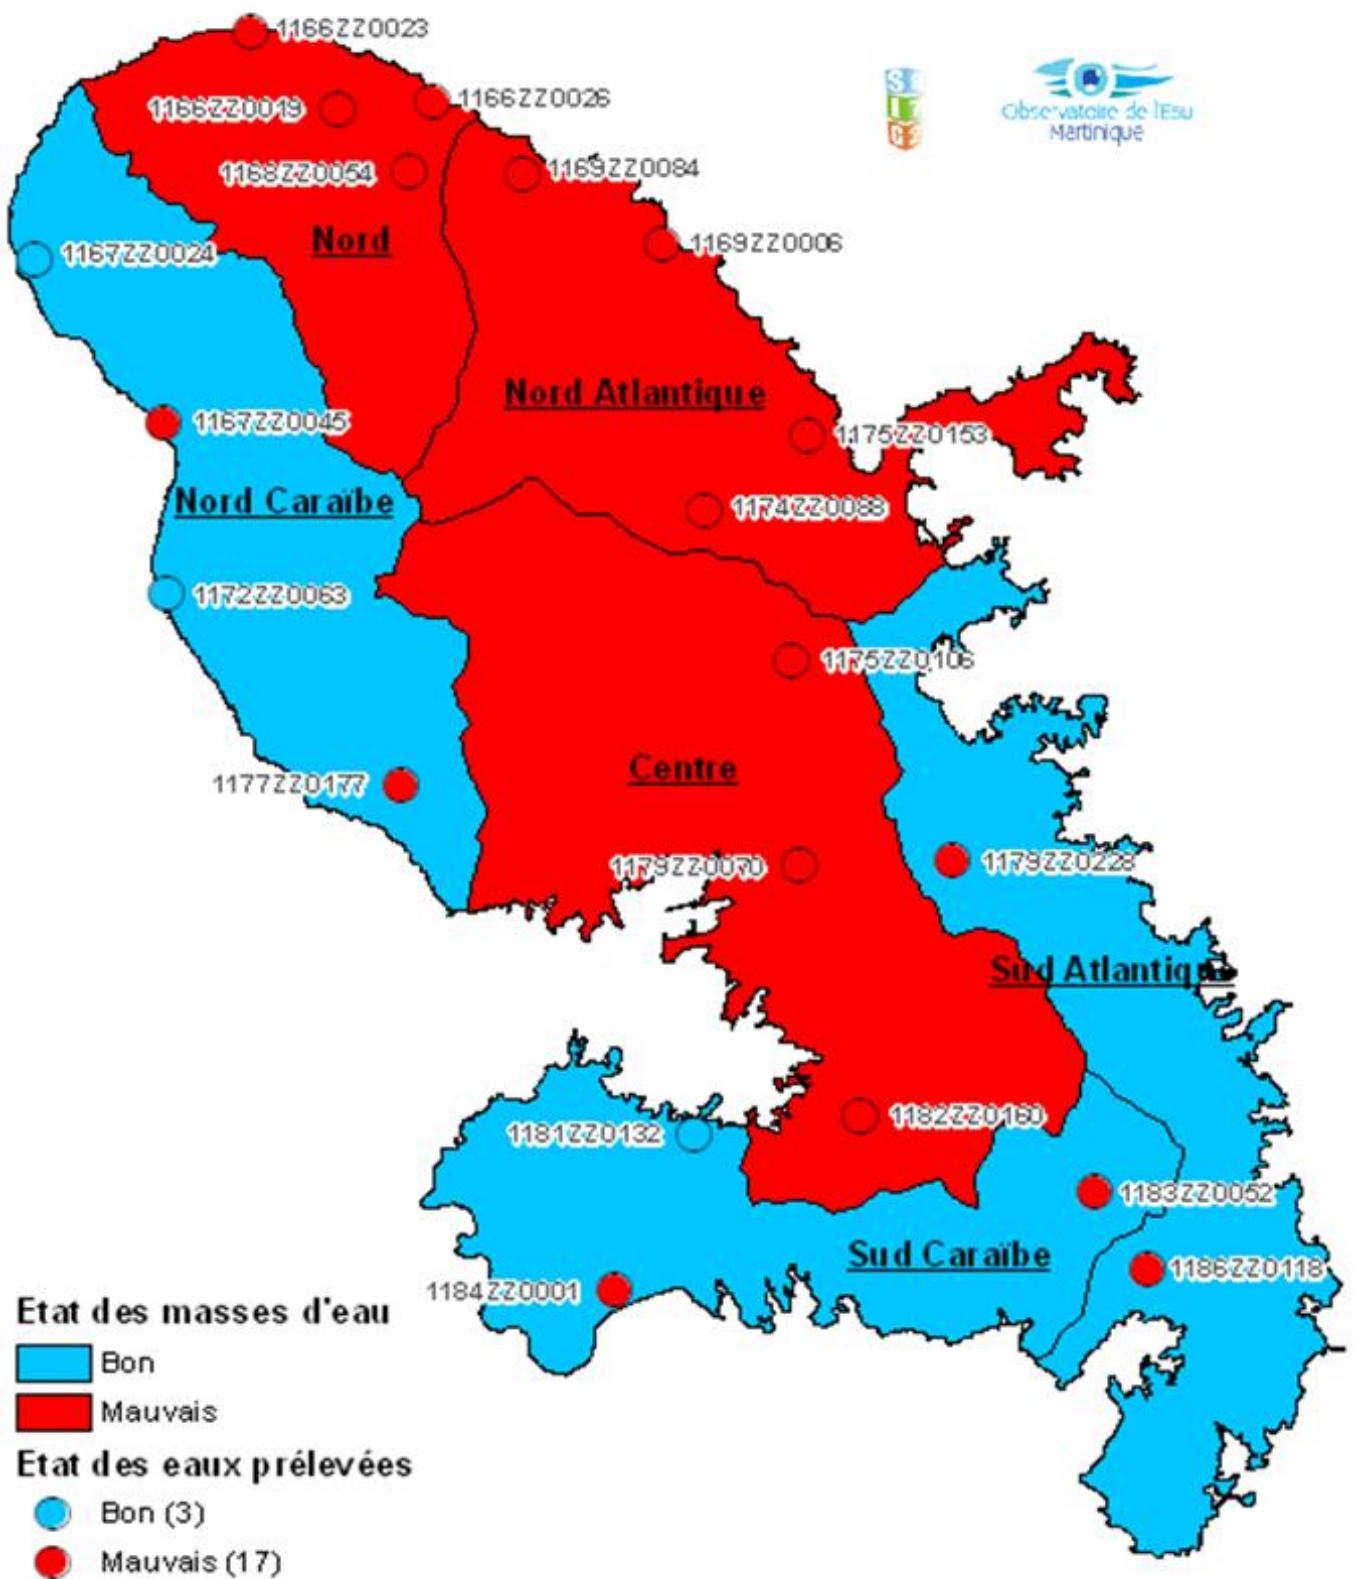 1166ZZ0023
Observatoire de l'Eau
Martinique
1166ZZ0019
1166ZZ0026
1168ZZ0054
1169ZZ0084
Nord
1169ZZ0006
1167ZZ0024
Nord Atlantique
1167ZZ0045
1175ZZ0153
Nord Caraïbe
1174ZZ0088
1172ZZ0063
1175ZZ0106
Centre
1177ZZ0177
1179ZZ0070
1179ZZ0228
Sud Atlantique
1182ZZ0160
1181ZZ0132
1183ZZ0052
Sud Caraïbe
1186ZZ0118
1184ZZ0001
Etat des masses d'eau
Bon
Mauvais
Etat des eaux prélevées
Bon (3)
Mauvais (17)